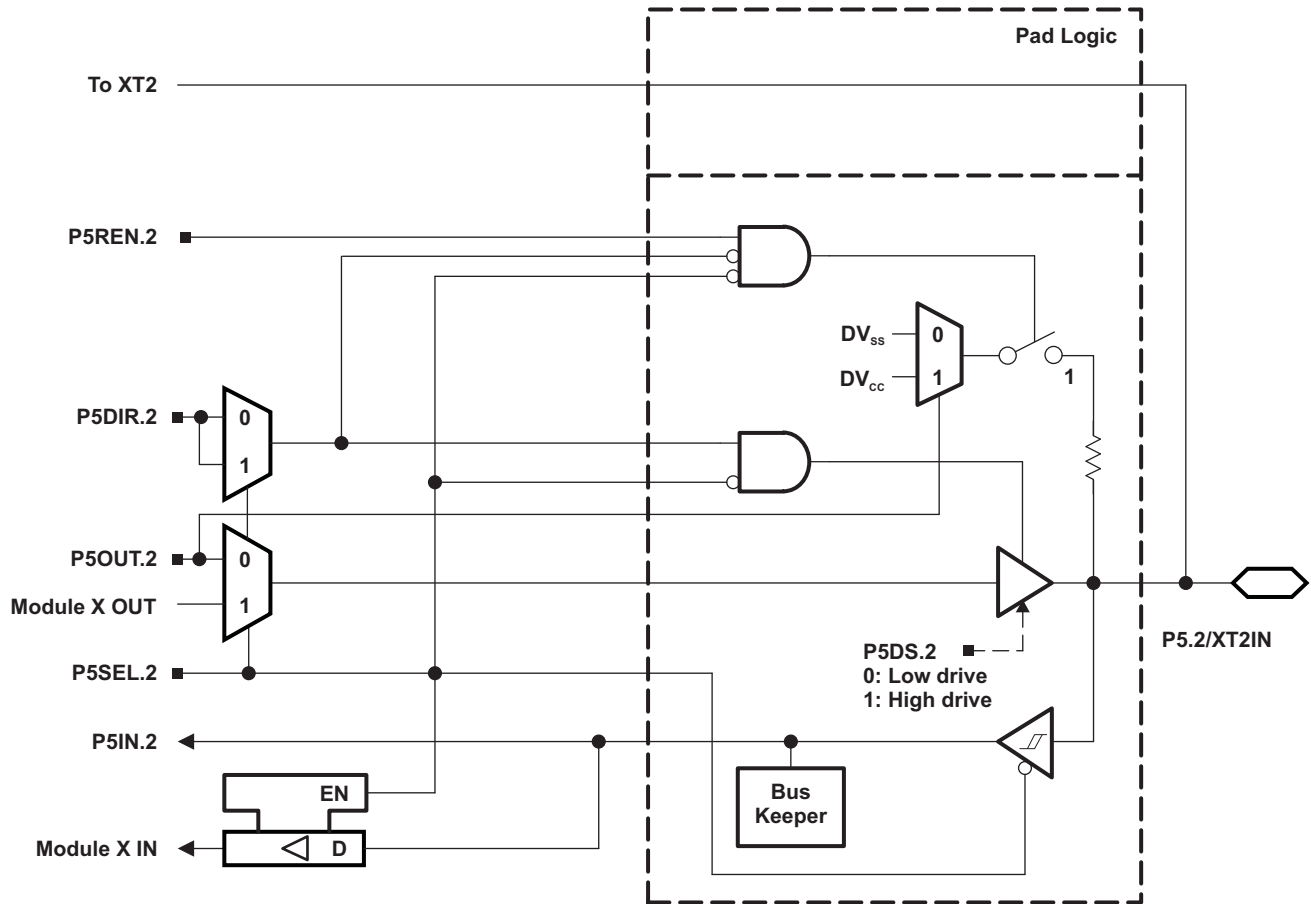 Pad Logic
To XT2
P5REN.2
DVss
0
DVcc
1
1
P5DIR.2
0
1
P5OUT.2
0
Module X OUT
1
P5DS.2
0: Low drive
1: High drive
P5.2/XT2IN
P5SEL.2
P5IN.2
Bus
Keeper
EN
Module X IN
D